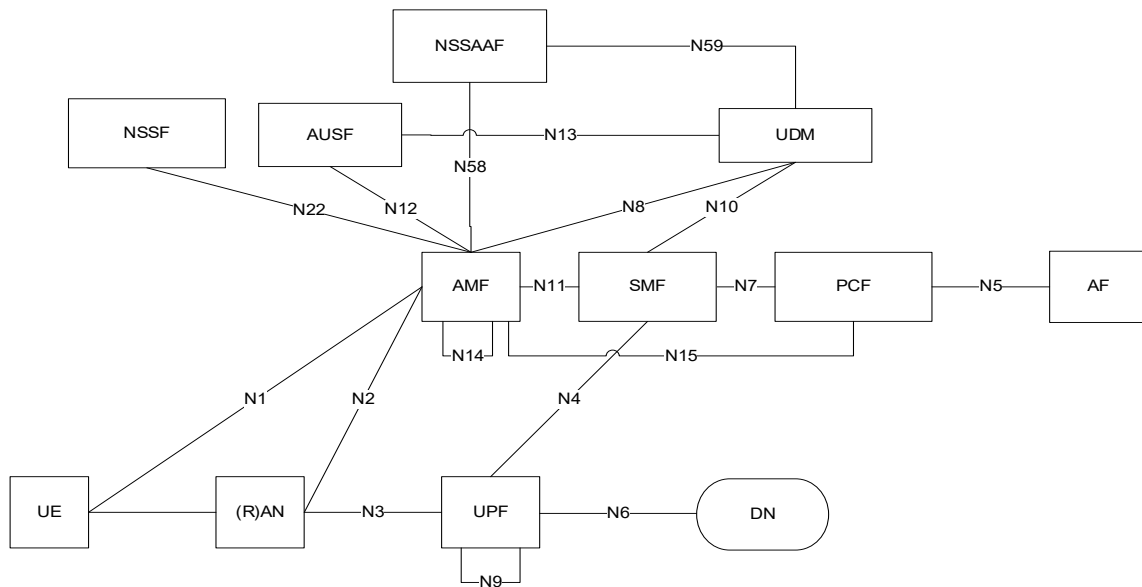 NSSAAF
N59
NSSF
AUSF
N13
UDM
N58
N22
N12
N8
N10
AMF
N11
SMF
N7
PCF
N5
AF
N14
N15
N1
N2
N4
UE
(R)AN
N3
UPF
N6
DN
N9